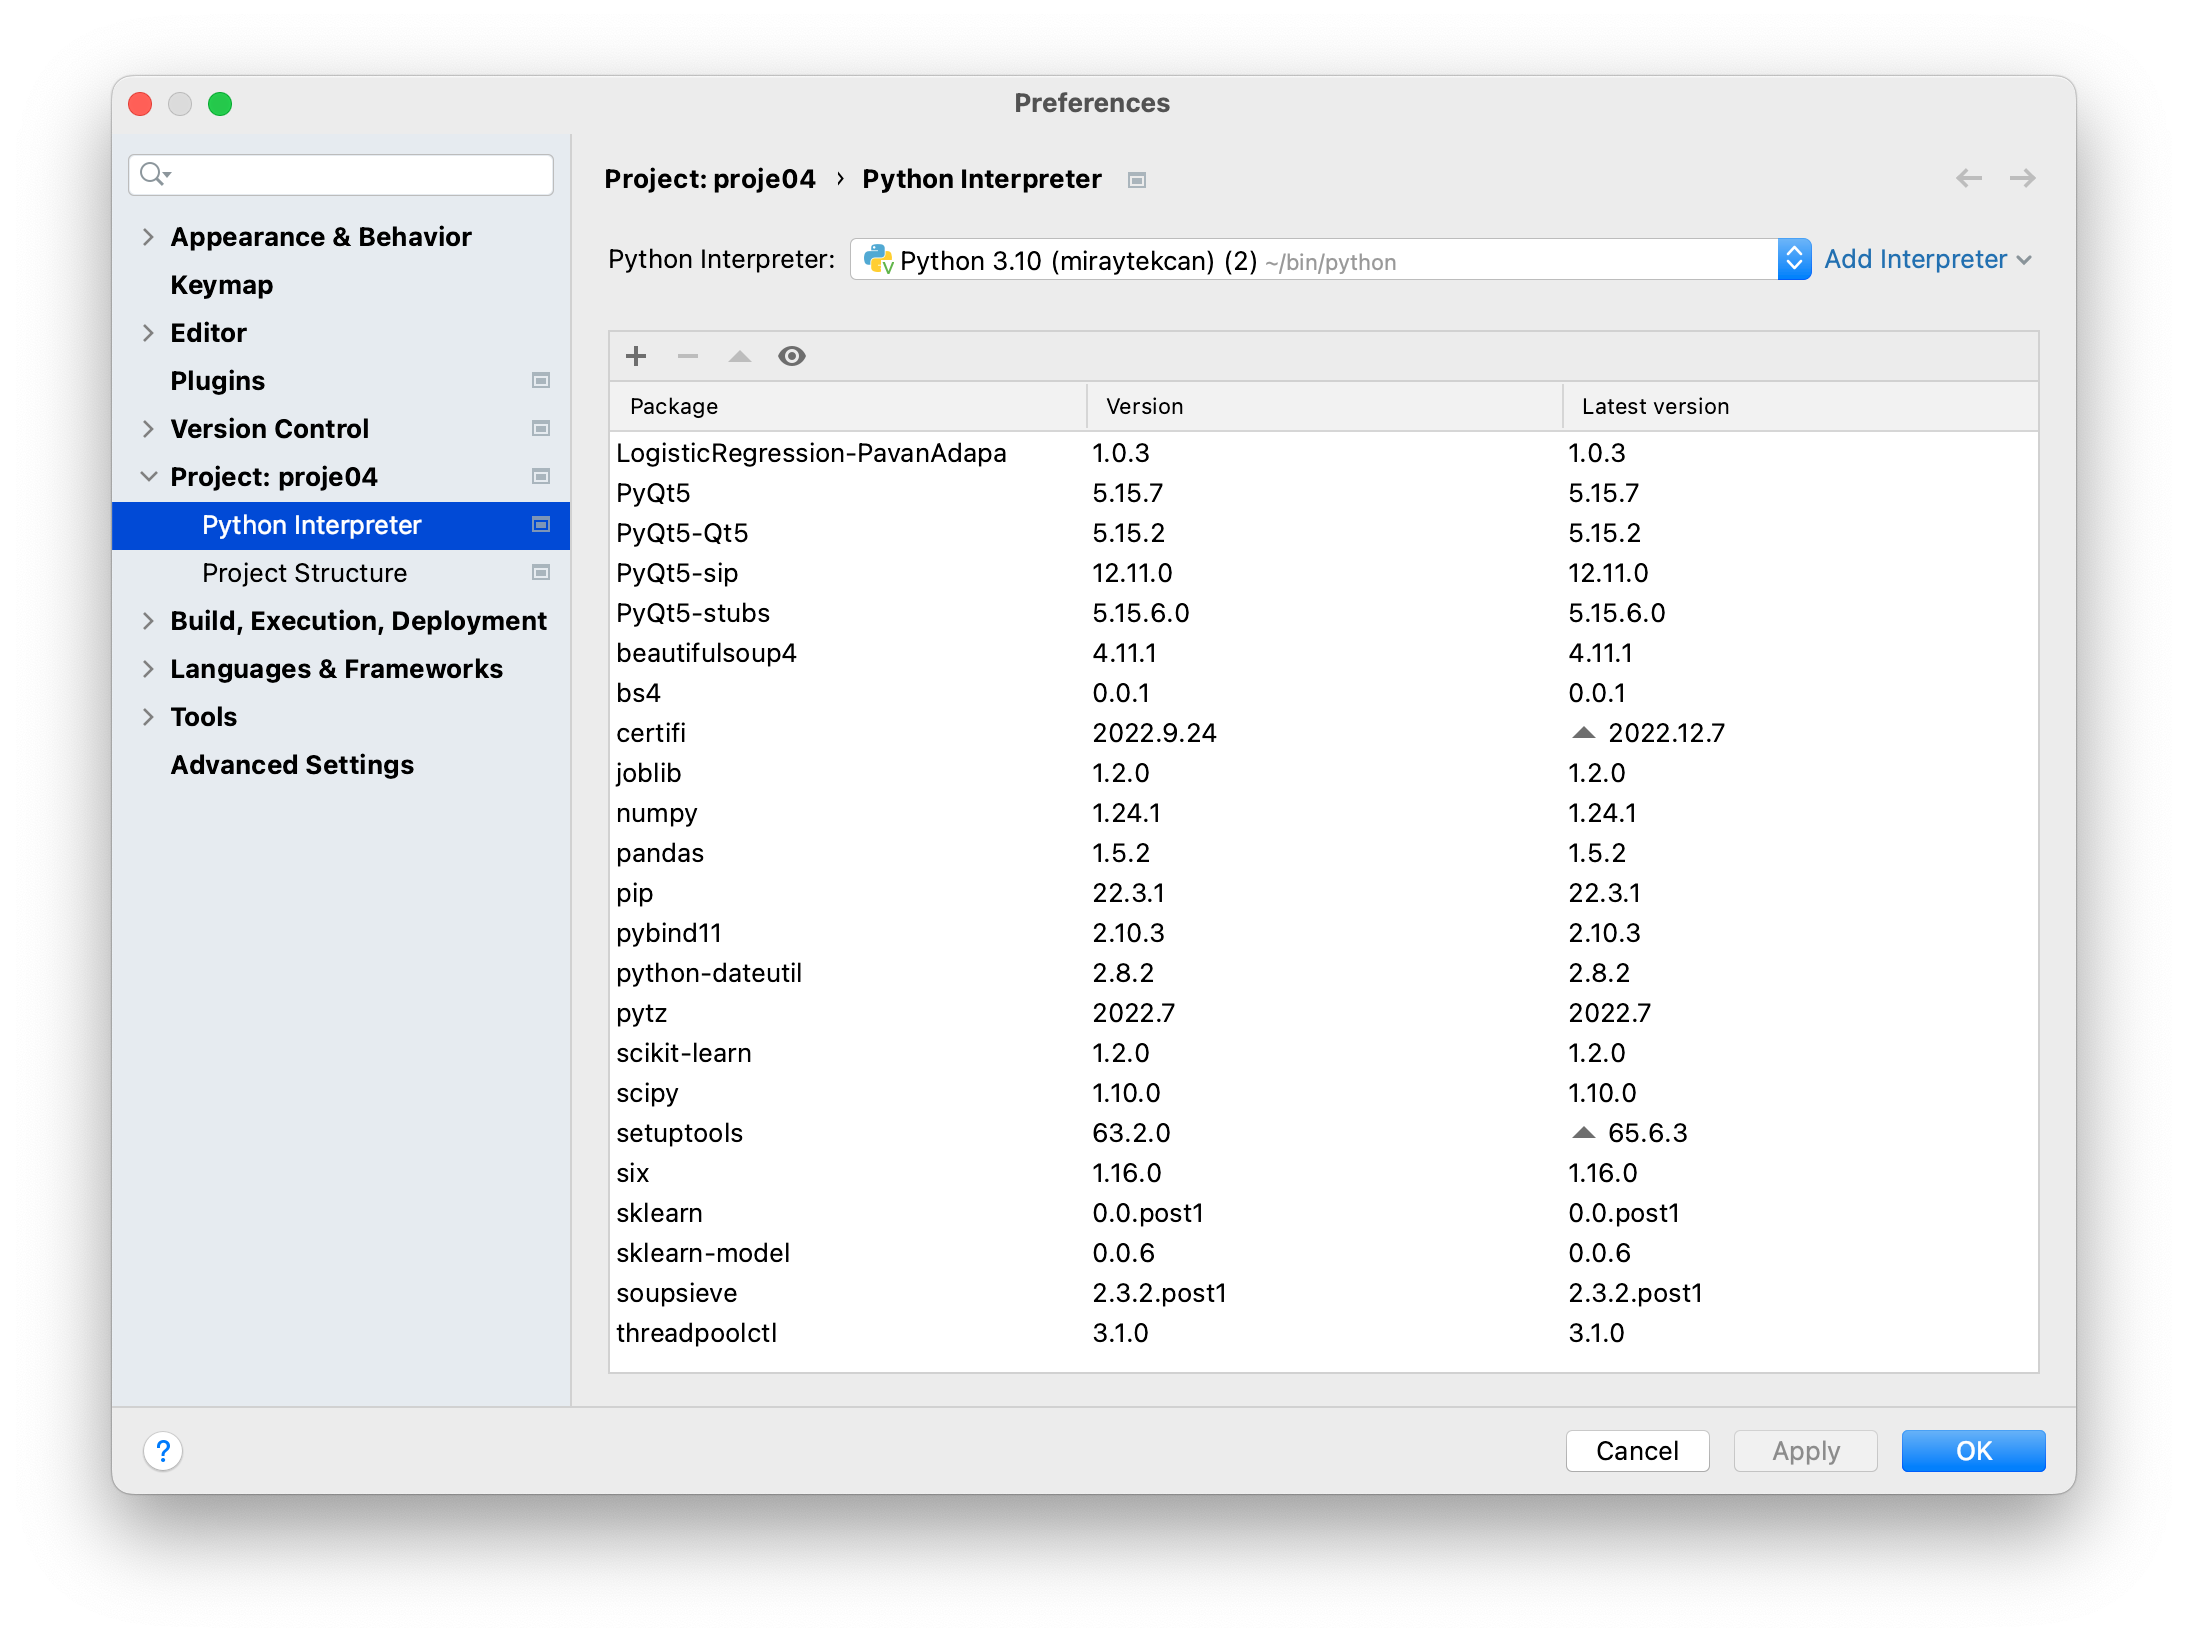 Preferences
Appearance & Behavior
Keymap
Editor
Plugins
Version Control
Project: proje04
Python Interpreter
Project Structure
Build, Execution, Deployment
Languages & Frameworks
Tools
Advanced Settings
Project: proje04 › Python Interpreter
Python Interpreter: Python 3.10 (miraytekcan) (2) ~/bin/python Add Interpreter
Package Version Latest version
LogisticRegression-PavanAdapa 1.0.3 1.0.3
PyQt5 5.15.7 5.15.7
PyQt5-Qt5 5.15.2 5.15.2
PyQt5-sip 12.11.0 12.11.0
PyQt5-stubs 5.15.6.0 5.15.6.0
beautifulsoup4 4.11.1 4.11.1
bs4 0.0.1 0.0.1
certifi 2022.9.24 2022.12.7
joblib 1.2.0 1.2.0
numpy 1.24.1 1.24.1
pandas 1.5.2 1.5.2
pip 22.3.1 22.3.1
pybind11 2.10.3 2.10.3
python-dateutil 2.8.2 2.8.2
pytz 2022.7 2022.7
scikit-learn 1.2.0 1.2.0
scipy 1.10.0 1.10.0
setuptools 63.2.0 65.6.3
six 1.16.0 1.16.0
sklearn 0.0.post1 0.0.post1
sklearn-model 0.0.6 0.0.6
soupsieve 2.3.2.post1 2.3.2.post1
threadpoolctl 3.1.0 3.1.0
? Cancel Apply OK